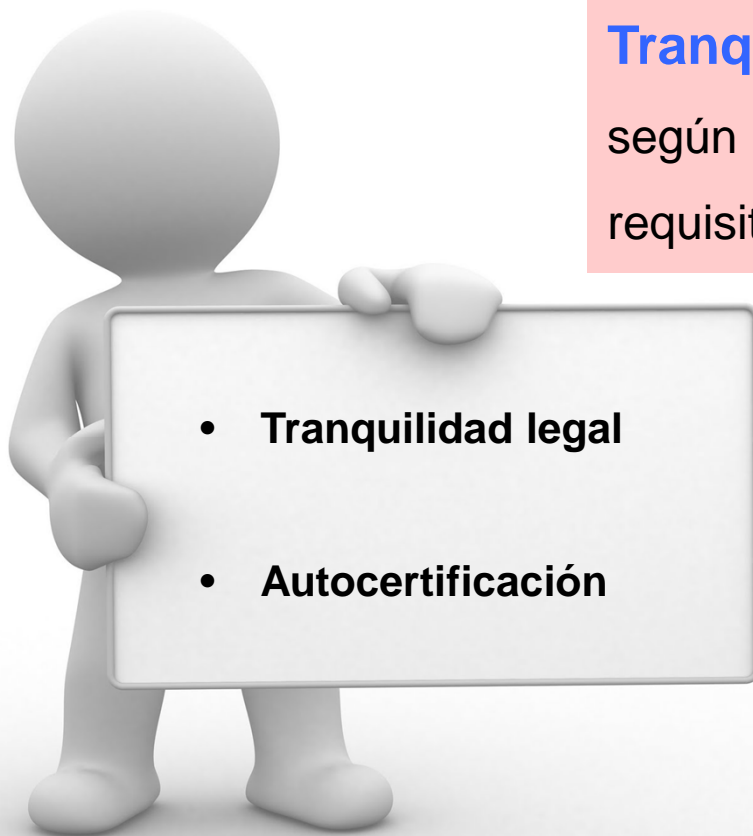 Tranq
según
requisit
• Tranquilidad legal
• Autocertificación